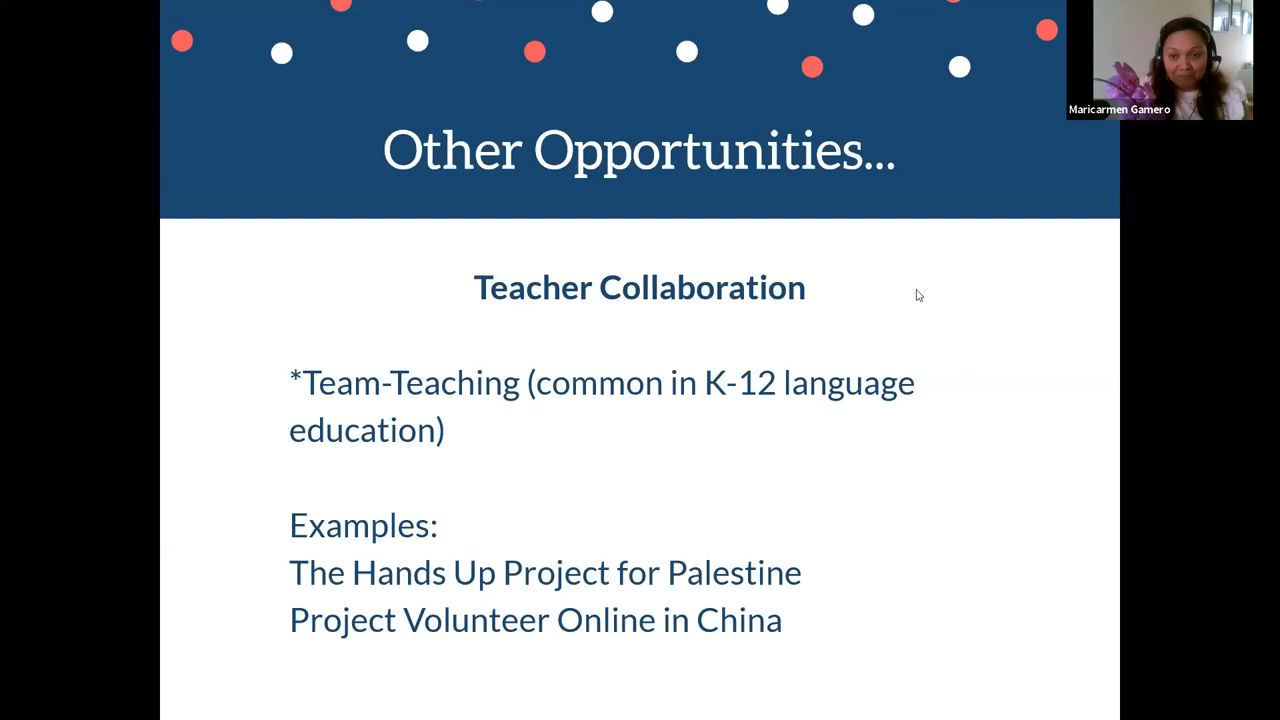 Maricarmen Gamero
Other Opportunities...
Teacher Collaboration
*Team-Teaching (common in K-12 language
education)
Examples:
The Hands Up Project for Palestine
Project Volunteer Online in China